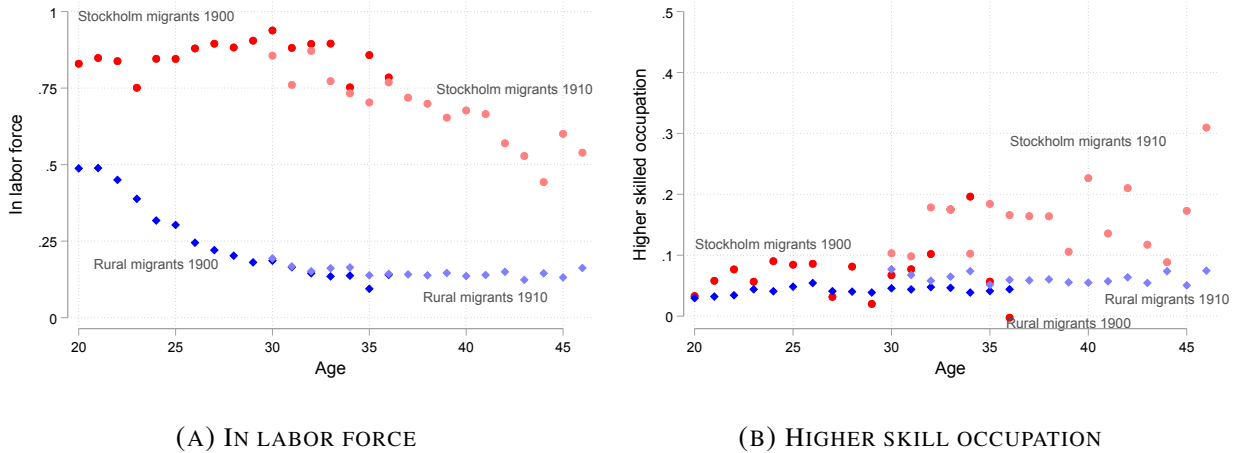 In labor force
1
.75
.5
.25
0
Stockholm migrants 1900
Stockholm migrants 1910
Rural migrants 1900
Rural migrants 1910
20 25 30 35 40 45
Age
(A) IN LABOR FORCE
Higher skilled occupation
.5
.4
.3
.2
.1
0
Stockholm migrants 1910
Stockholm migrants 1900
Rural migrants 1910
Rural migrants 1900
20 25 30 35 40 45
Age
(B) HIGHER SKILL OCCUPATION